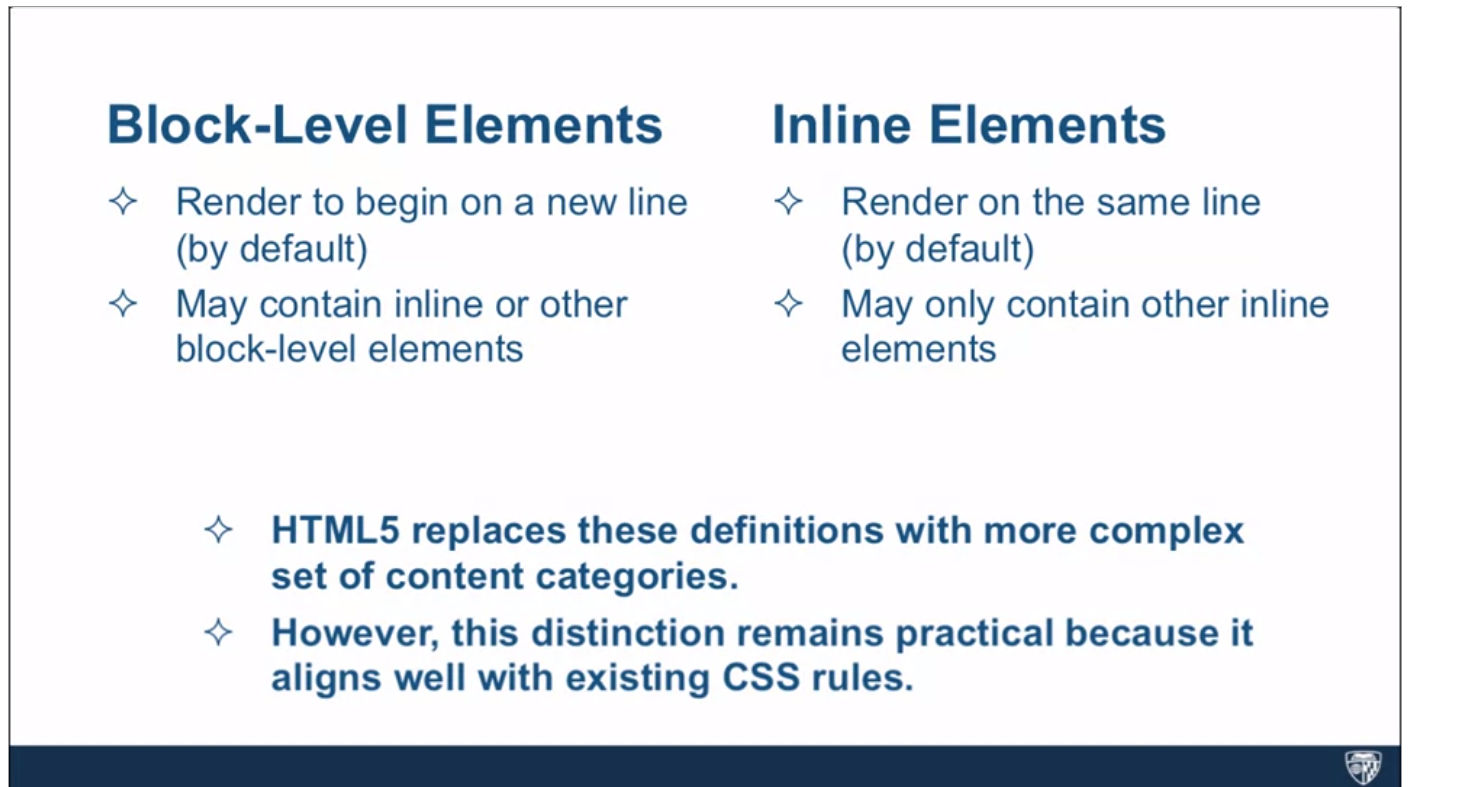 Block-Level Elements
✧ Render to begin on a new line
(by default)
✧ May contain inline or other
block-level elements
Inline Elements
✧ Render on the same line
(by default)
✧ May only contain other inline
elements
✧ HTML5 replaces these definitions with more complex
set of content categories.
✧ However, this distinction remains practical because it
aligns well with existing CSS rules.